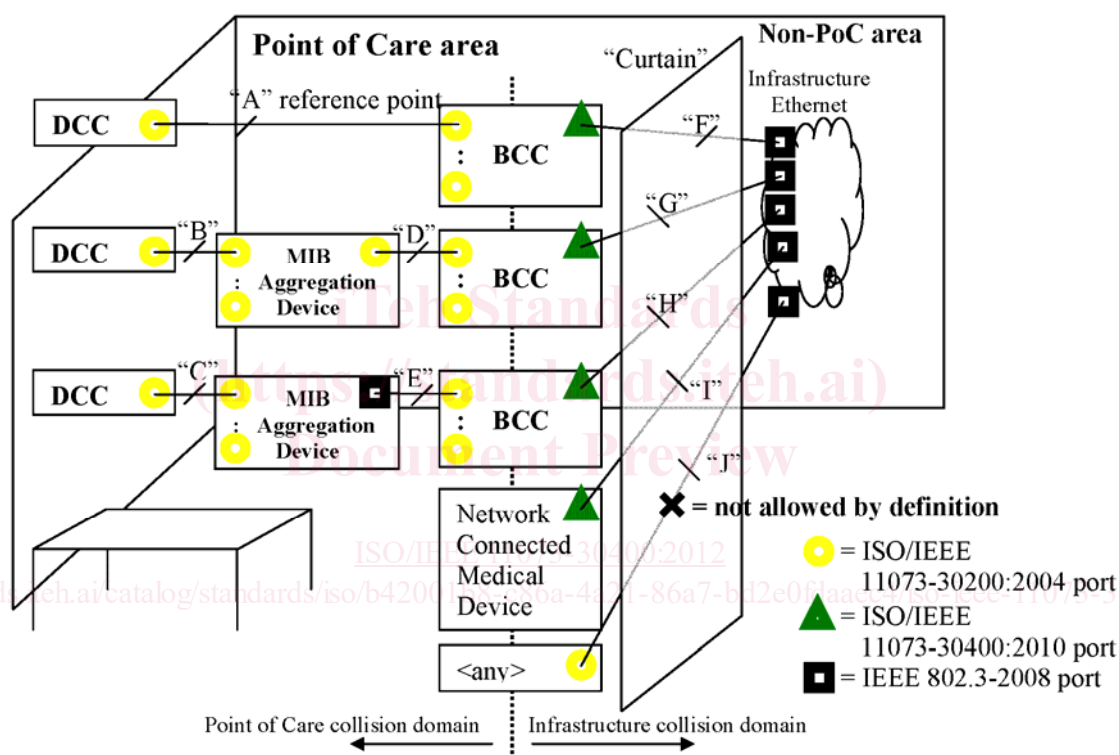 Point of Care area
Non-PoC area
“Curtain”
Infrastructure
Ethernet
“A” reference point
DCC
BCC
“F”
“G”
DCC
“B”
MIB
Aggregation
Device
“D”
BCC
“H”
iTeh Standards
(https://standards.iteh.ai)
Document Preview
DCC
“C”
MIB
Aggregation
Device
“E”
BCC
“I”
“J”
= not allowed by definition
Network
Connected
Medical
Device
ISO/IEEE 11073-30400:2012
= ISO/IEEE
11073-30200:2004 port
= ISO/IEEE
11073-30400:2010 port
= IEEE 802.3-2008 port
<any>
Point of Care collision domain
Infrastructure collision domain